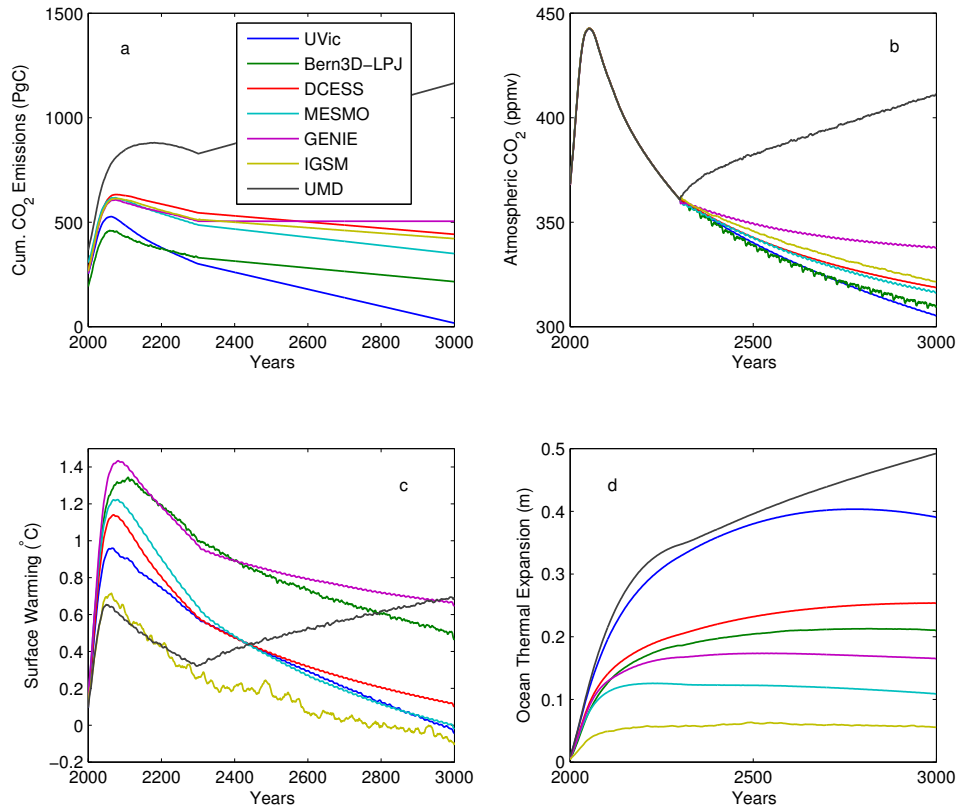 a
UVic
Bern3D−LPJ
DCESS
MESMO
GENIE
IGSM
UMD
Cum. CO2 Emissions (PgC)
1500
1000
500
0
2000 2200 2400 2600 2800 3000
Years
b
Atmospheric CO2 (ppmv)
450
400
350
300
2000 2500 3000
Years
c
Surface Warming (°C)
1.4
1.2
1
0.8
0.6
0.4
0.2
0
−0.2
2000 2200 2400 2600 2800 3000
Years
d
Ocean Thermal Expansion (m)
0.5
0.4
0.3
0.2
0.1
0
2000 2500 3000
Years